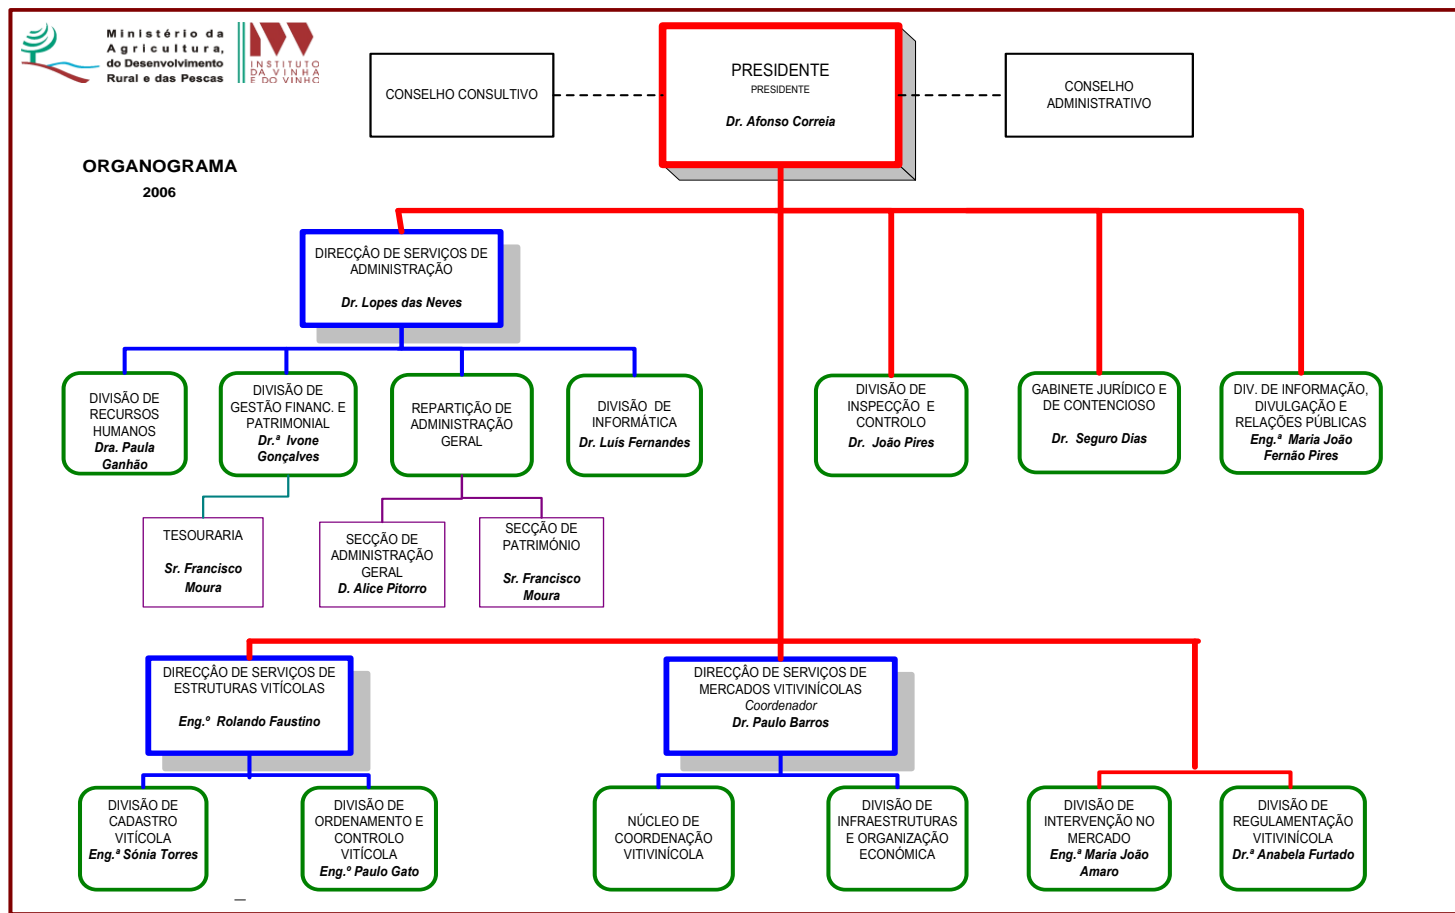 Ministério da
Agricultura,
do Desenvolvimento
Rural e das Pescas
INSTITUTO
DA VINHA
E DO VINHO
CONSELHO CONSULTIVO
PRESIDENTE
PRESIDENTE
Dr. Afonso Correia
CONSELHO
ADMINISTRATIVO
ORGANOGRAMA
2006
DIRECÇÂO DE SERVIÇOS DE
ADMINISTRAÇÃO
Dr. Lopes das Neves
DIVISÃO DE
RECURSOS
HUMANOS
Dra. Paula
Ganhão
DIVISÃO DE
GESTÃO FINANC. E
PATRIMONIAL
Dr.ª Ivone
Gonçalves
REPARTIÇÃO DE
ADMINISTRAÇÃO
GERAL
DIVISÃO DE
INFORMÁTICA
Dr. Luís Fernandes
DIVISÃO DE
INSPECÇÃO E
CONTROLO
Dr. João Pires
GABINETE JURÍDICO E
DE CONTENCIOSO
Dr. Seguro Dias
DIV. DE INFORMAÇÃO,
DIVULGAÇÃO E
RELAÇÕES PÚBLICAS
Eng.ª Maria João
Fernão Pires
TESOURARIA
Sr. Francisco
Moura
SECÇÃO DE
ADMINISTRAÇÃO
GERAL
D. Alice Pitorro
SECÇÃO DE
PATRIMÓNIO
Sr. Francisco
Moura
DIRECÇÂO DE SERVIÇOS DE
ESTRUTURAS VITÍCOLAS
Eng.º Rolando Faustino
DIRECÇÂO DE SERVIÇOS DE
MERCADOS VITIVINÍCOLAS
Coordenador
Dr. Paulo Barros
DIVISÃO DE
CADASTRO
VITÍCOLA
Eng.ª Sónia Torres
DIVISÃO DE
ORDENAMENTO E
CONTROLO
VITÍCOLA
Eng.º Paulo Gato
NÚCLEO DE
COORDENAÇÃO
VITIVINÍCOLA
DIVISÃO DE
INFRAESTRUTURAS
E ORGANIZAÇÃO
ECONÓMICA
DIVISÃO DE
INTERVENÇÃO NO
MERCADO
Eng.ª Maria João
Amaro
DIVISÃO DE
REGULAMENTAÇÃO
VITIVINÍCOLA
Dr.ª Anabela Furtado